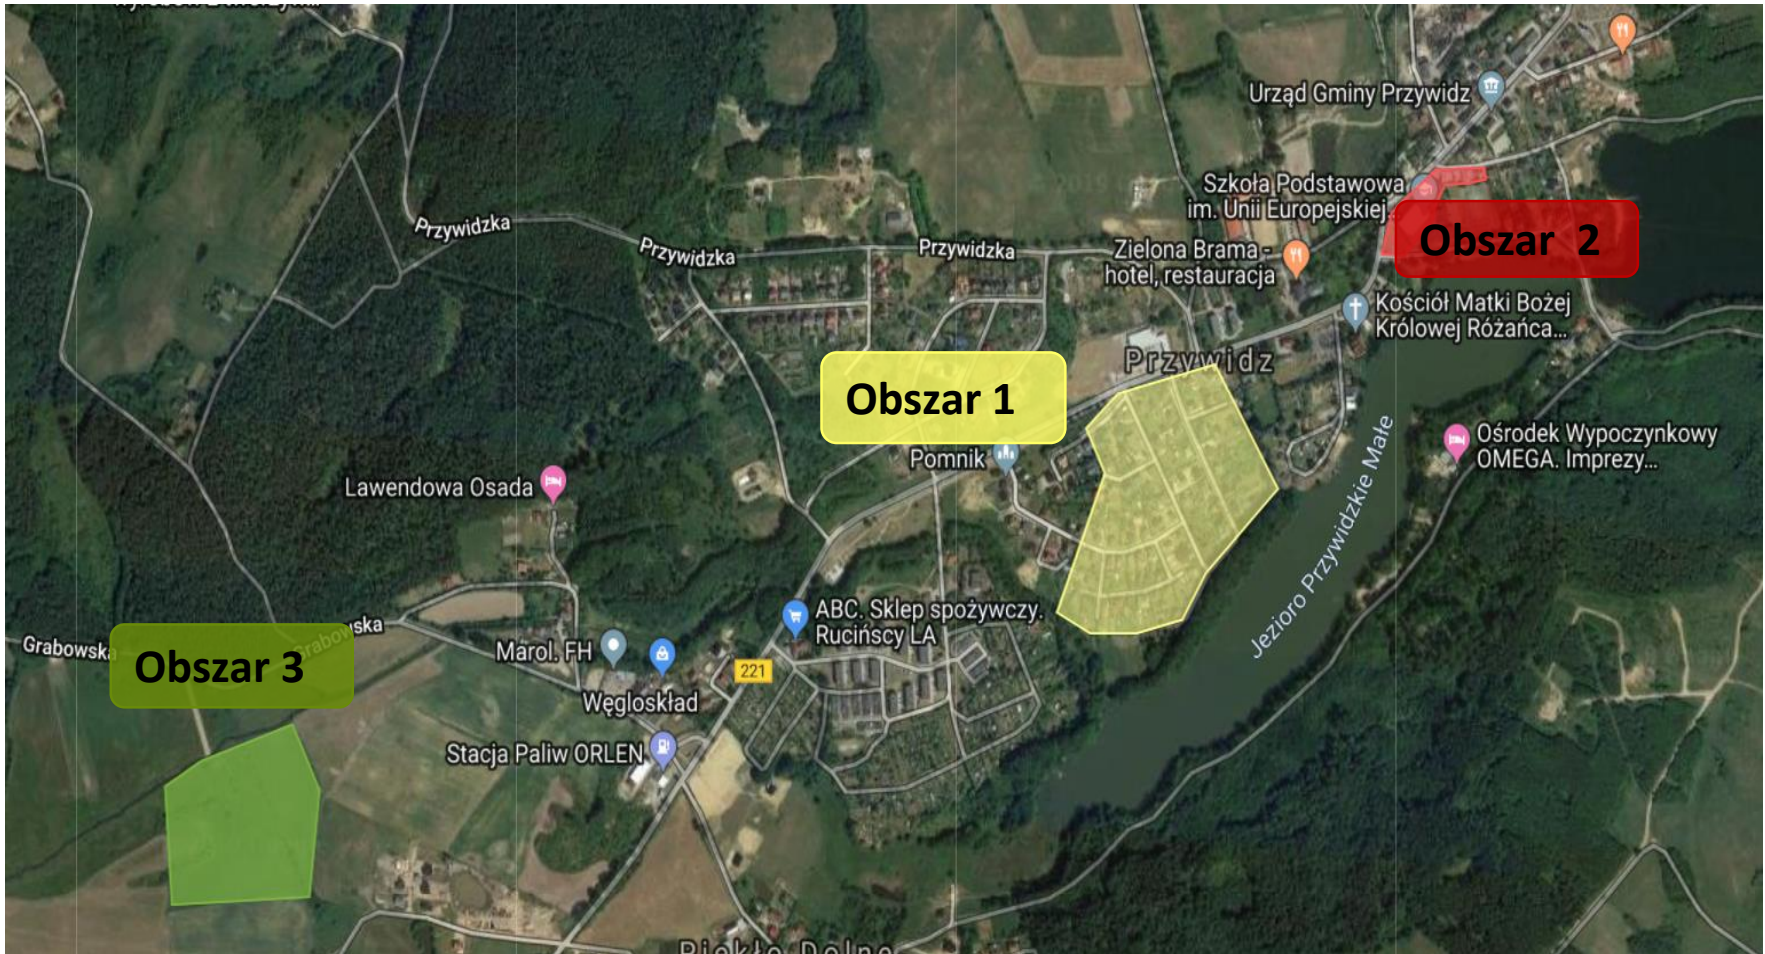 Urząd Gminy Przywidz
Szkoła Podstawowa
im. Unii Europejskiej...
Obszar 2
Przywidzka
Przywidzka
Przywidzka
Zielona Brama -
hotel, restauracja
Kościół Matki Bożej
Królowej Różańca...
Przywidz
Obszar 1
Pomnik
Ośrodek Wypoczynkowy
OMEGA. Imprezy...
Jezioro Przywidzkie Małe
Lawendowa Osada
ABC. Sklep spożywczy.
Rucińscy LA
Grabowska
Grabowska
Obszar 3
Marol. FH
221
Węgloskład
Stacja Paliw ORLEN
Piekło Dolne